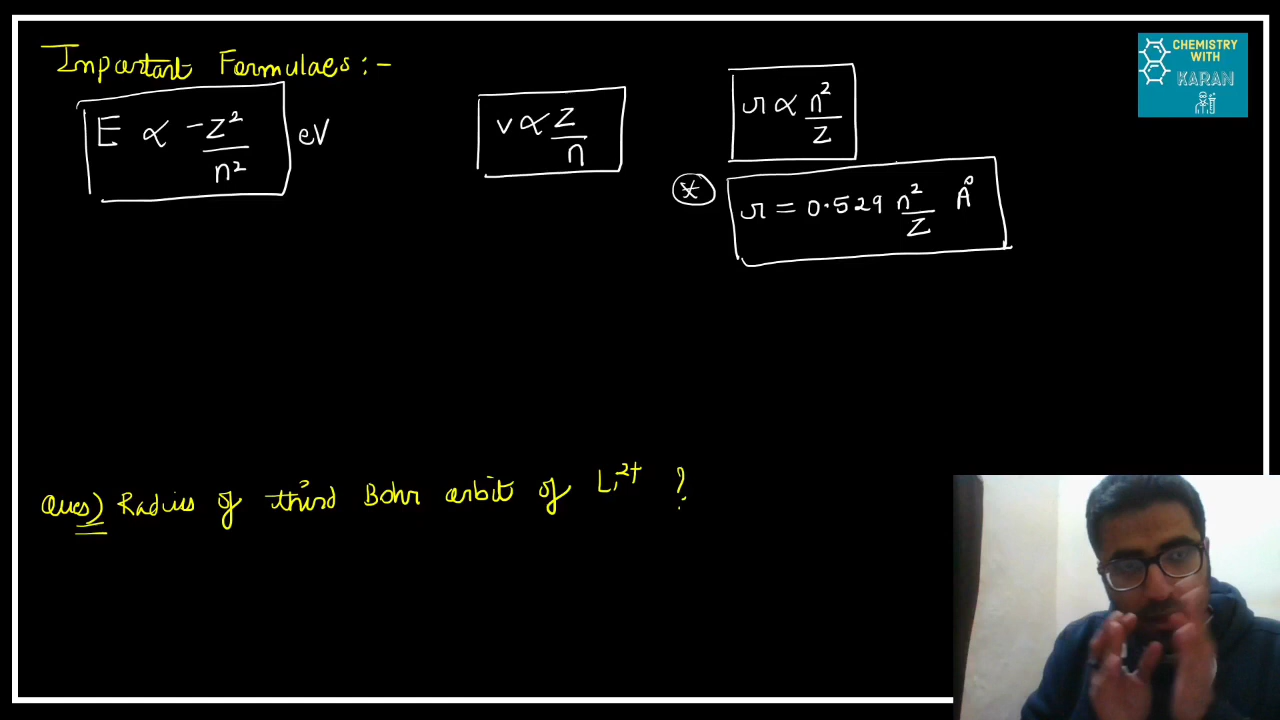 Important Formulaes :-
E ∝ -Z²/n² eV
v ∝ Z/n
r ∝ n²/Z
* r = 0.529 n²/Z Å
Ques) Radius of third Bohr orbit of Li²⁺ ?
CHEMISTRY
WITH
KARAN